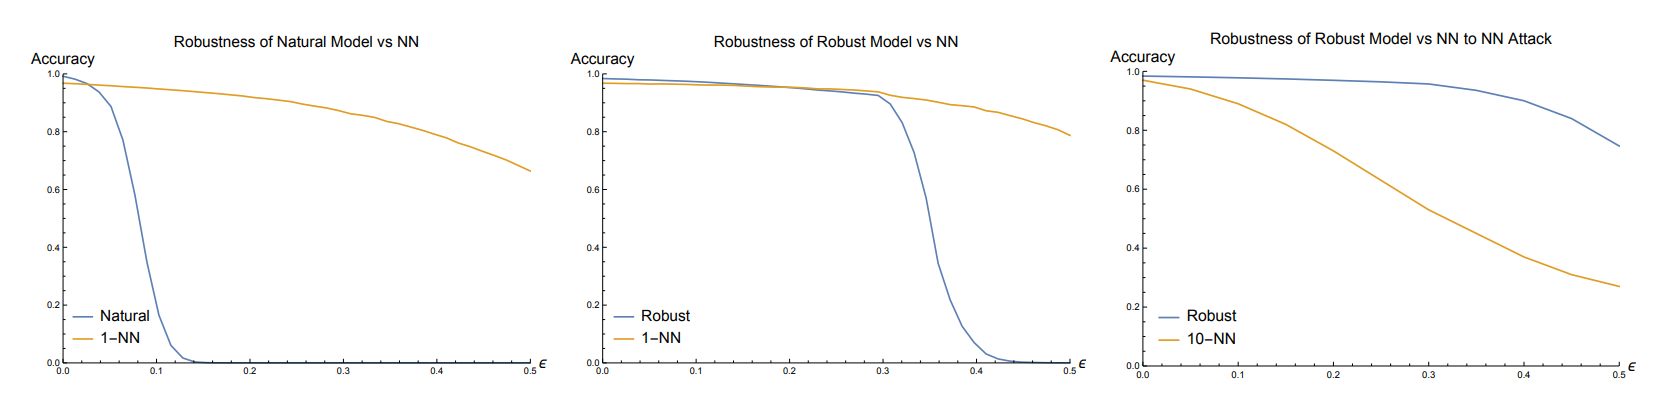 Robustness of Natural Model vs NN
Accuracy
1.0
0.8
0.6
0.4
0.2
0.0
Natural
1-NN
0.0 0.1 0.2 0.3 0.4 0.5 ϵ
Robustness of Robust Model vs NN
Accuracy
1.0
0.8
0.6
0.4
0.2
0.0
Robust
1-NN
0.0 0.1 0.2 0.3 0.4 0.5 ϵ
Robustness of Robust Model vs NN to NN Attack
Accuracy
1.0
0.8
0.6
0.4
0.2
0.0
Robust
10-NN
0.0 0.1 0.2 0.3 0.4 0.5 ϵ